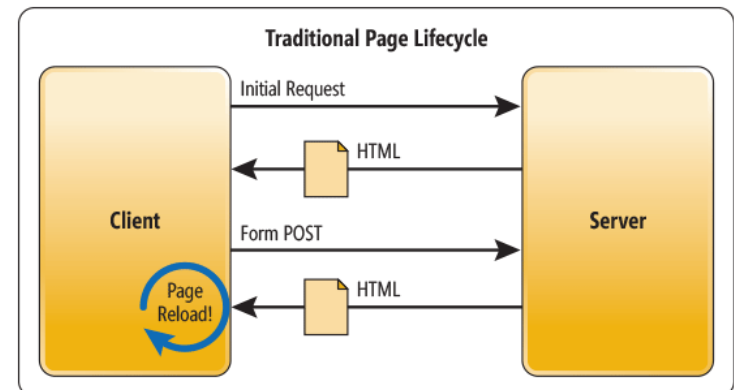 Traditional Page Lifecycle
Initial Request
HTML
Client
Server
Form POST
HTML
Page
Reload!